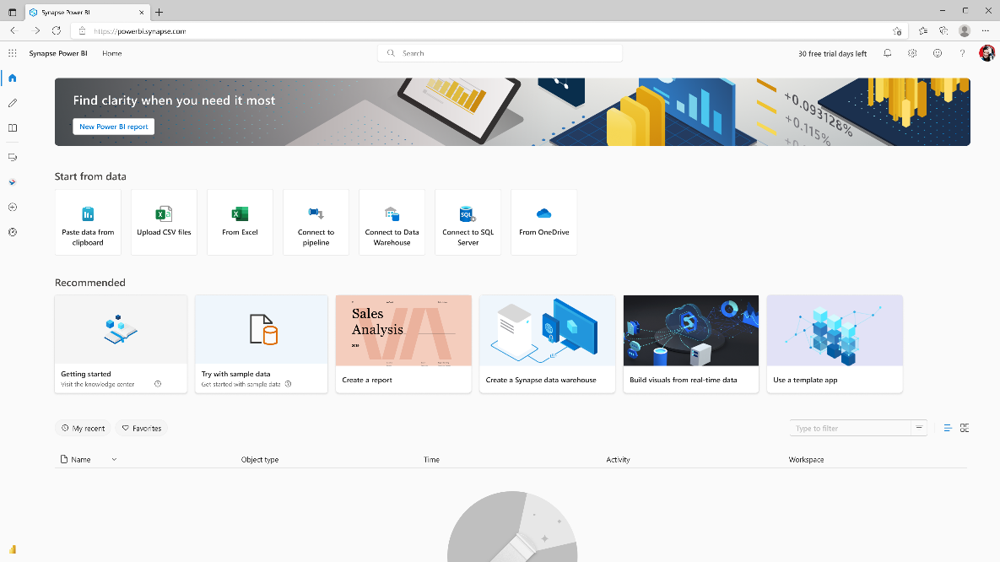 Synapse Power BI
https://powerbi.synapse.com
Synapse Power BI
Home
Search
30 free trial days left
Find clarity when you need it most
New Power BI report
+0.093128%
+0.115%
Start from data
Paste data from
clipboard
Upload CSV files
From Excel
Connect to
pipeline
Connect to Data
Warehouse
SQL
Connect to SQL
Server
From OneDrive
Recommended
Getting started
Visit the knowledge center
Try with sample data
Get started with sample data
Sales
Analysis
Create a report
Create a Synapse data warehouse
Build visuals from real-time data
Use a template app
My recent
Favorites
Type to filter
Name
Object type
Time
Activity
Workspace